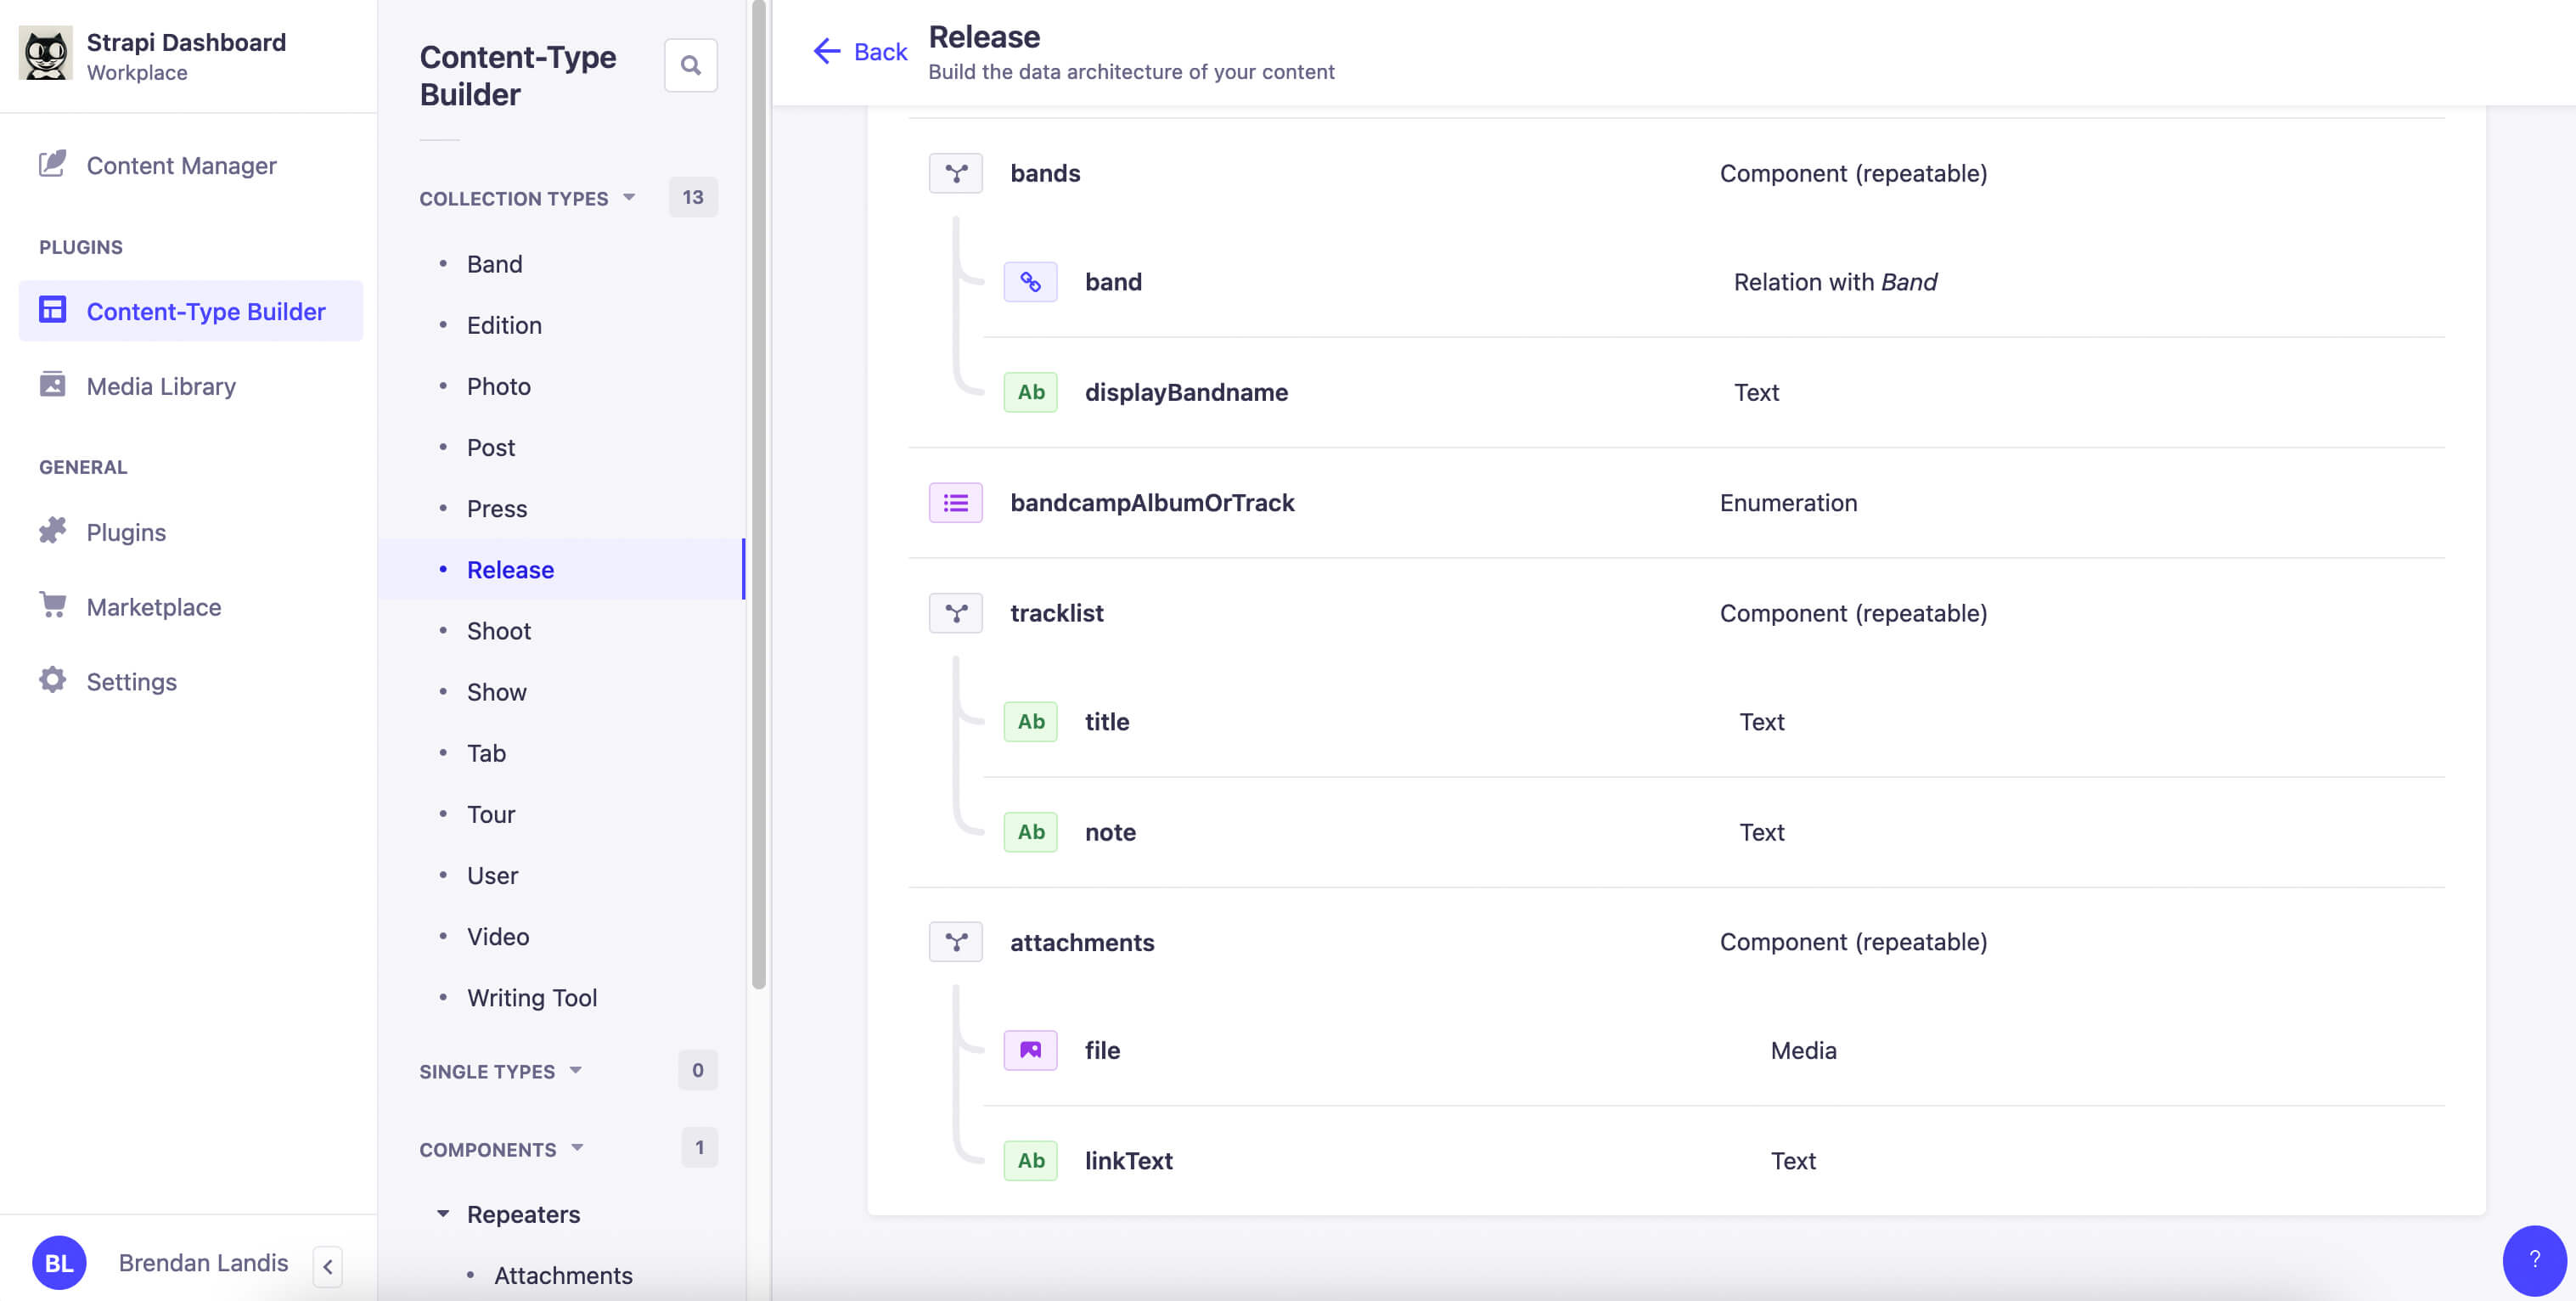 Strapi Dashboard
Workplace
Content Manager
PLUGINS
Content-Type Builder
Media Library
GENERAL
Plugins
Marketplace
Settings
BL
Brendan Landis
Content-Type
Builder
COLLECTION TYPES 13
Band
Edition
Photo
Post
Press
Release
Shoot
Show
Tab
Tour
User
Video
Writing Tool
SINGLE TYPES 0
COMPONENTS 1
Repeaters
Attachments
Back
Release
Build the data architecture of your content
bands Component (repeatable)
band Relation with Band
Ab displayBandname Text
bandcampAlbumOrTrack Enumeration
tracklist Component (repeatable)
Ab title Text
Ab note Text
attachments Component (repeatable)
file Media
Ab linkText Text
?